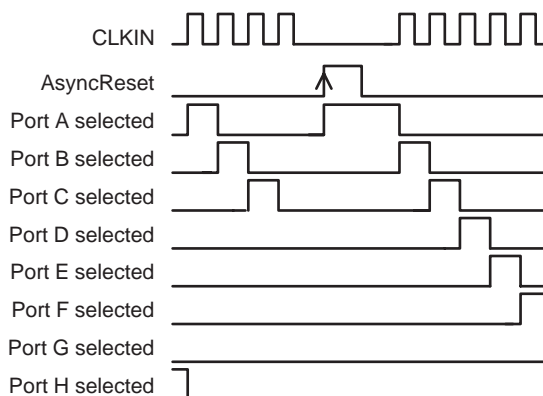 CLKIN
AsyncReset
Port A selected
Port B selected
Port C selected
Port D selected
Port E selected
Port F selected
Port G selected
Port H selected